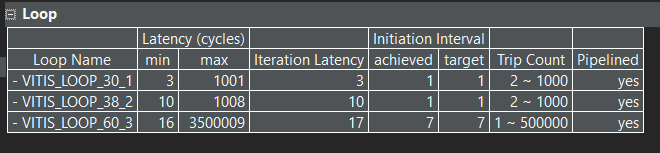 Loop
Latency (cycles) Initiation Interval
Loop Name min max Iteration Latency achieved target Trip Count Pipelined
- VITIS_LOOP_30_1 3 1001 3 1 1 2 ~ 1000 yes
- VITIS_LOOP_38_2 10 1008 10 1 1 2 ~ 1000 yes
- VITIS_LOOP_60_3 16 3500009 17 7 7 1 ~ 500000 yes